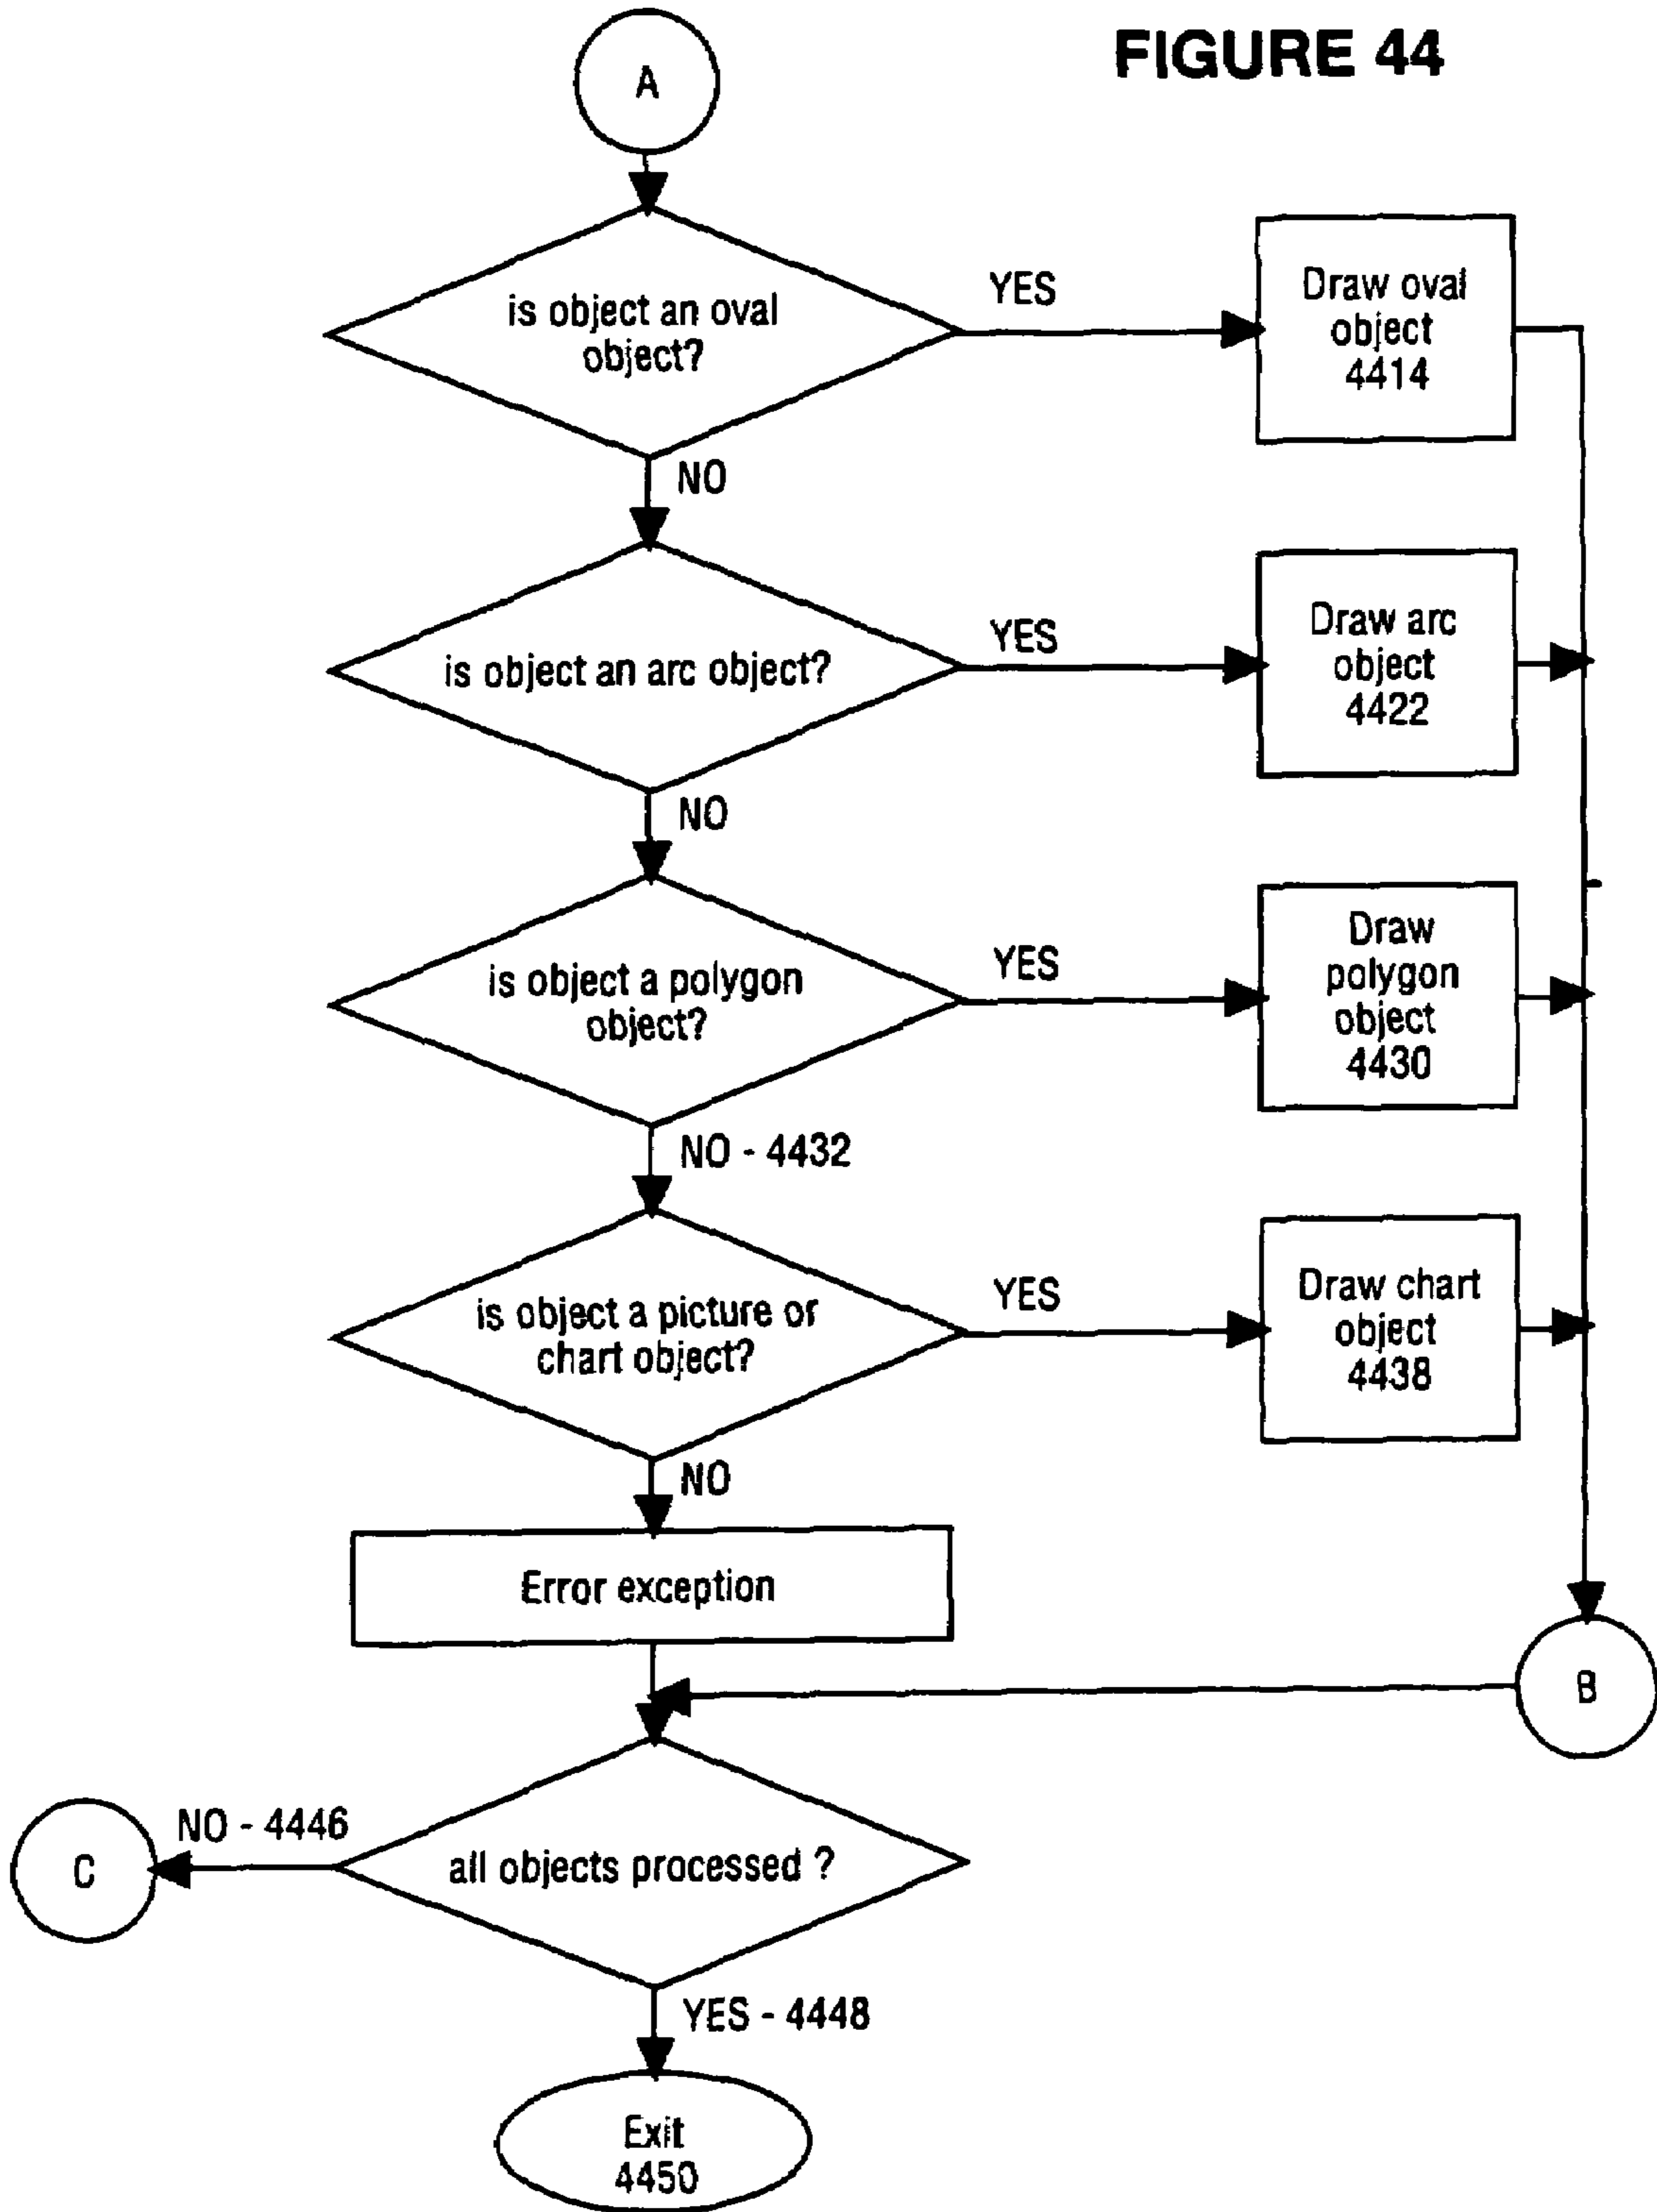 FIGURE 44
A
is object an oval
object?
YES
Draw oval
object
4414
NO
is object an arc object?
YES
Draw arc
object
4422
NO
is object a polygon
object?
YES
Draw
polygon
object
4430
NO - 4432
is object a picture or
chart object?
YES
Draw chart
object
4438
NO
Error exception
B
NO - 4446
C
all objects processed ?
YES - 4448
Exit
4450